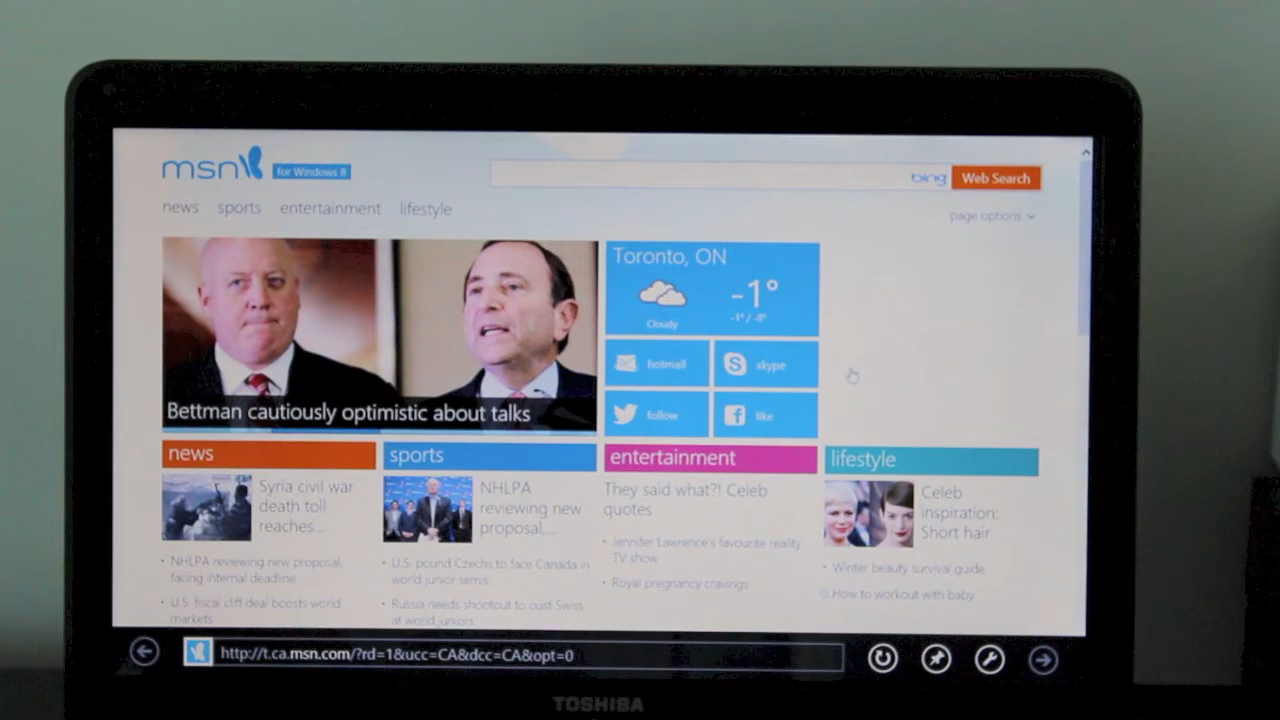 msn for Windows 8
bing Web Search
news sports entertainment lifestyle
page options
Toronto, ON
-1°
-1° / -8°
Cloudy
hotmail
skype
follow
like
Bettman cautiously optimistic about talks
news
Syria civil war
death toll
reaches...
NHLPA reviewing new proposal,
facing internal deadline
U.S. fiscal cliff deal boosts world
markets
sports
NHLPA
reviewing new
proposal,...
U.S. pound Czechs to face Canada in
world junior semis
Russia needs shootout to oust Swiss
at world juniors
entertainment
They said what?! Celeb
quotes
Jennifer Lawrence's favourite reality
TV show
Royal pregnancy cravings
lifestyle
Celeb
inspiration:
Short hair
Winter beauty survival guide
How to workout with baby
http://t.ca.msn.com/?rd=1&ucc=CA&dcc=CA&opt=0
TOSHIBA